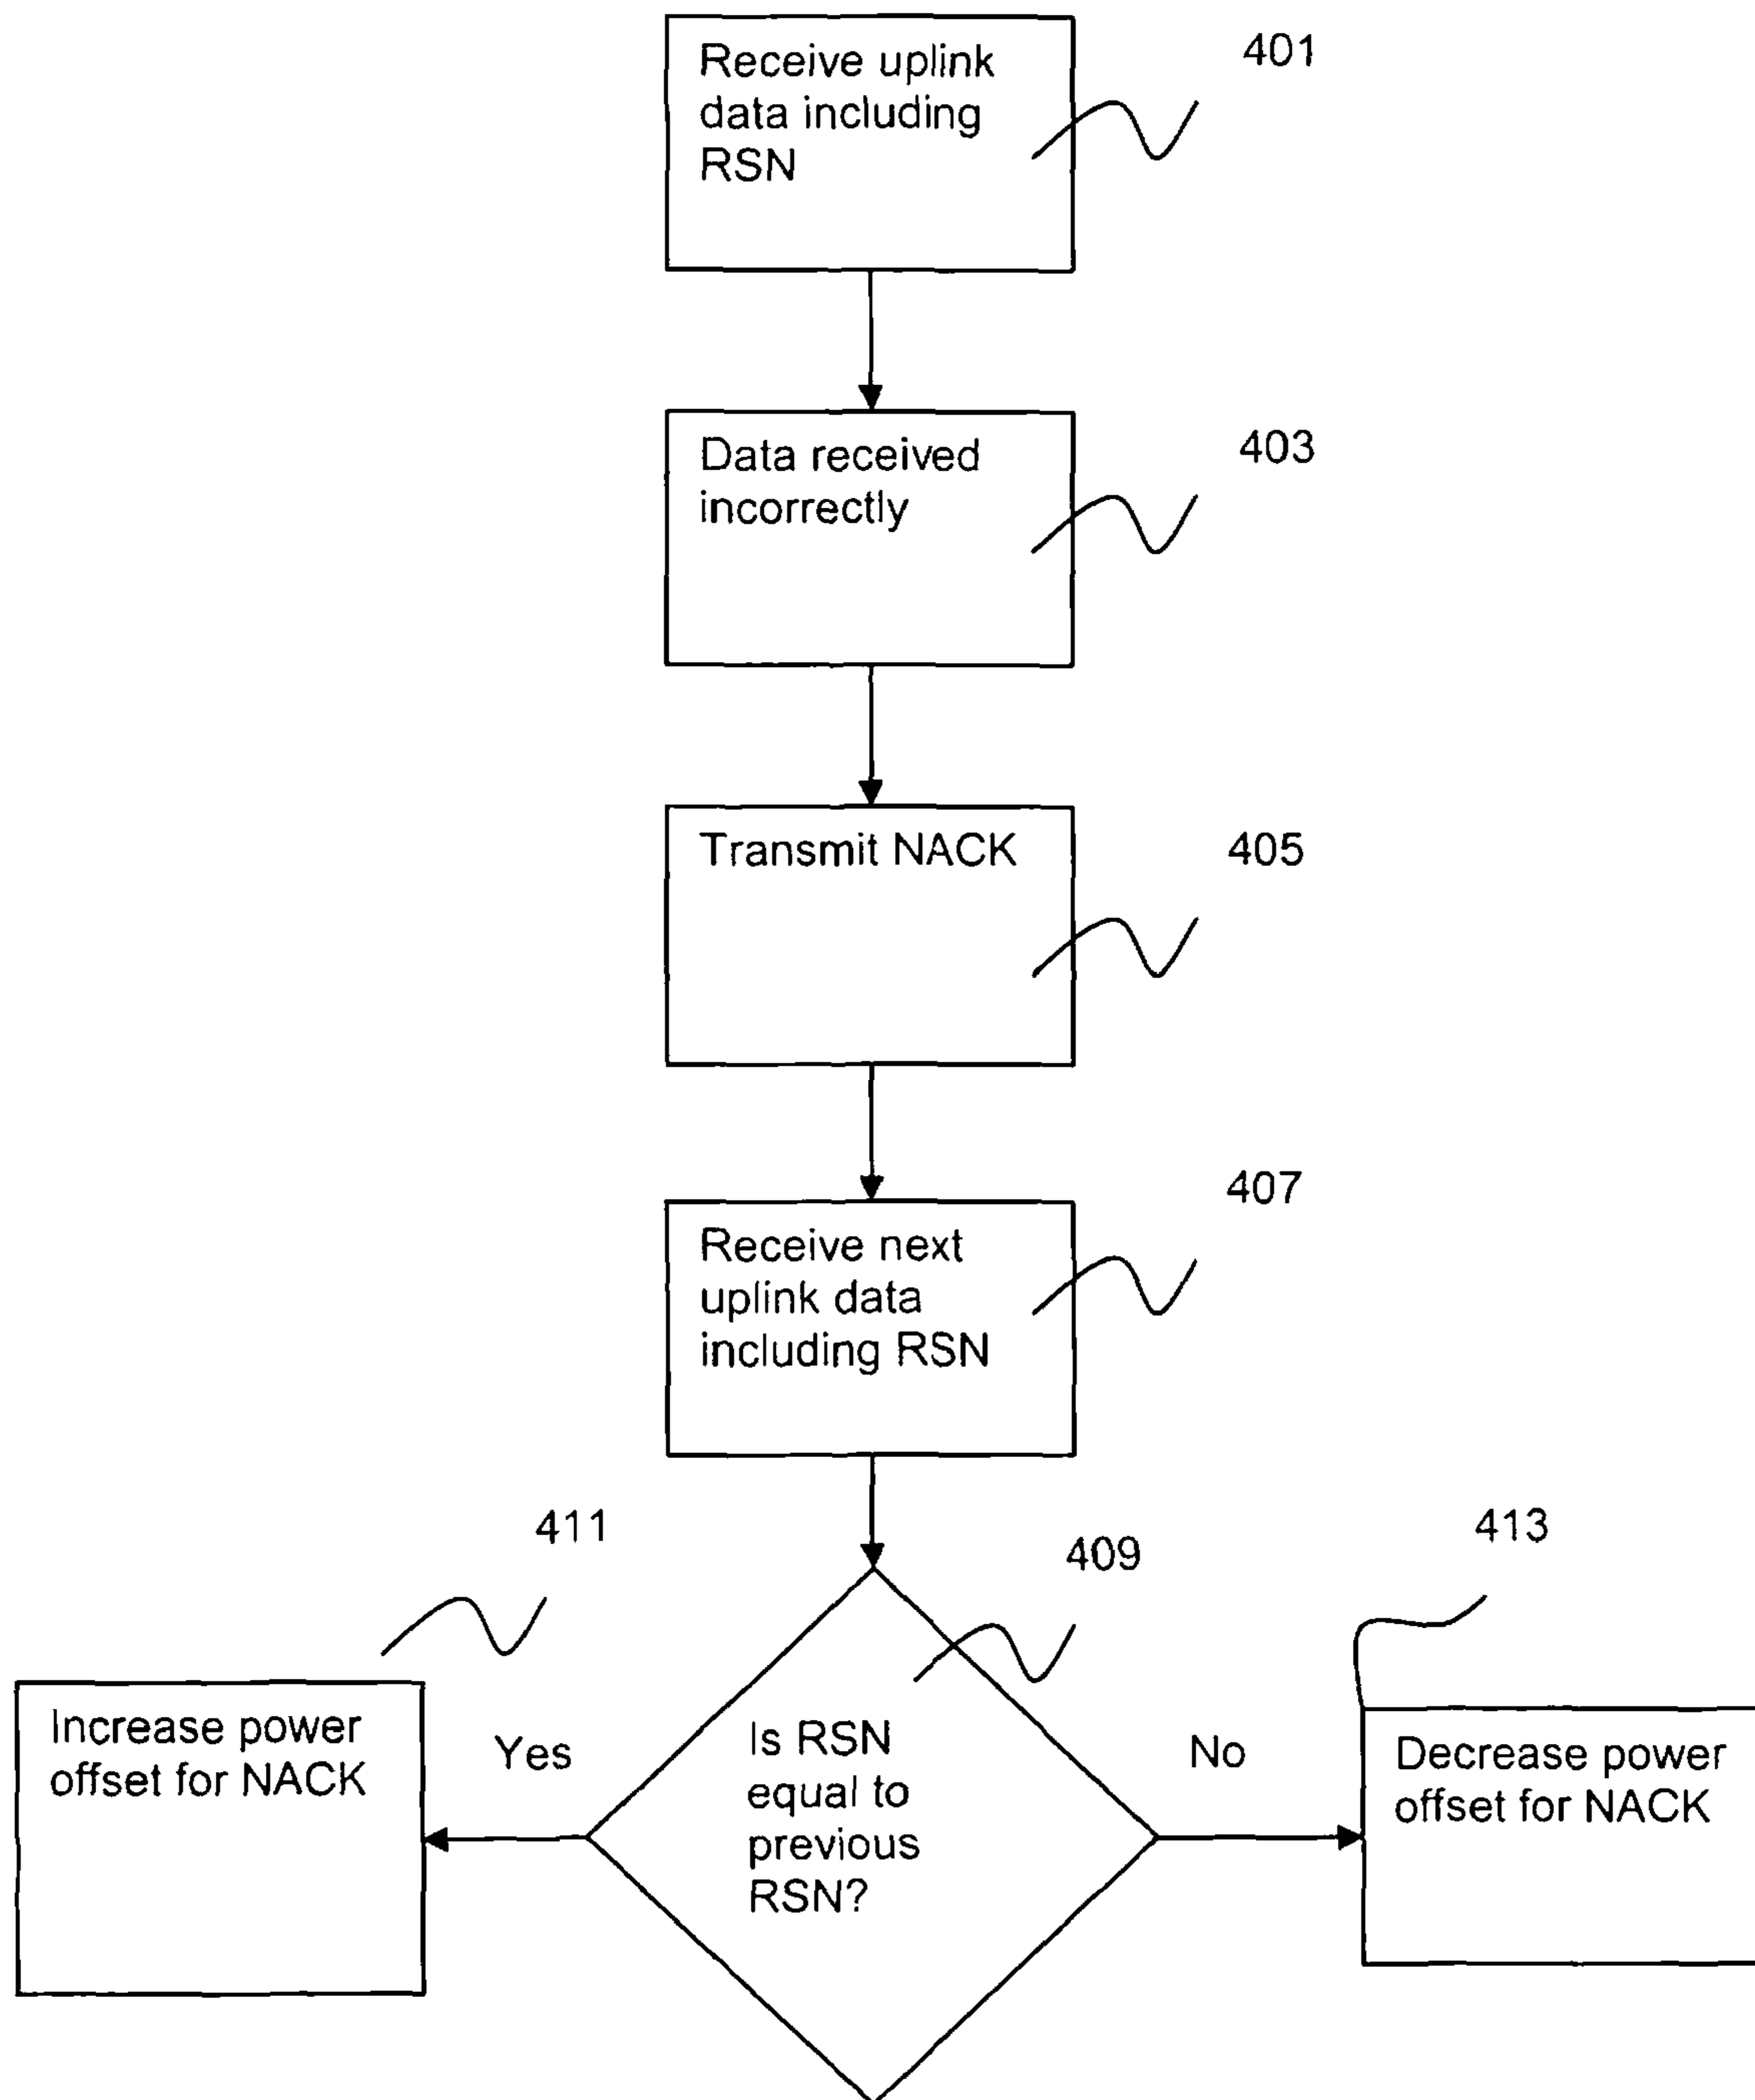 Receive uplink
data including
RSN
401
Data received
incorrectly
403
Transmit NACK
405
Receive next
uplink data
including RSN
407
411
409
413
Increase power
offset for NACK
Yes
Is RSN
equal to
previous
RSN?
No
Decrease power
offset for NACK